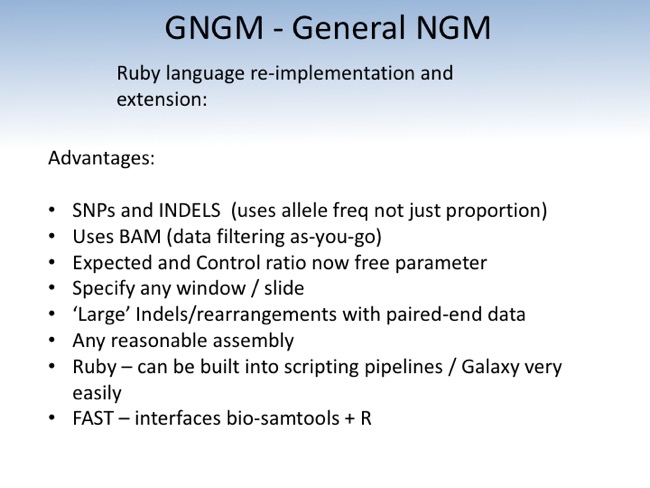 GNGM - General NGM
Ruby language re-implementation and
extension:
Advantages:
• SNPs and INDELS  (uses allele freq not just proportion)
• Uses BAM (data filtering as-you-go)
• Expected and Control ratio now free parameter
• Specify any window / slide
• ‘Large’ Indels/rearrangements with paired-end data
• Any reasonable assembly
• Ruby – can be built into scripting pipelines / Galaxy very
easily
• FAST – interfaces bio-samtools + R